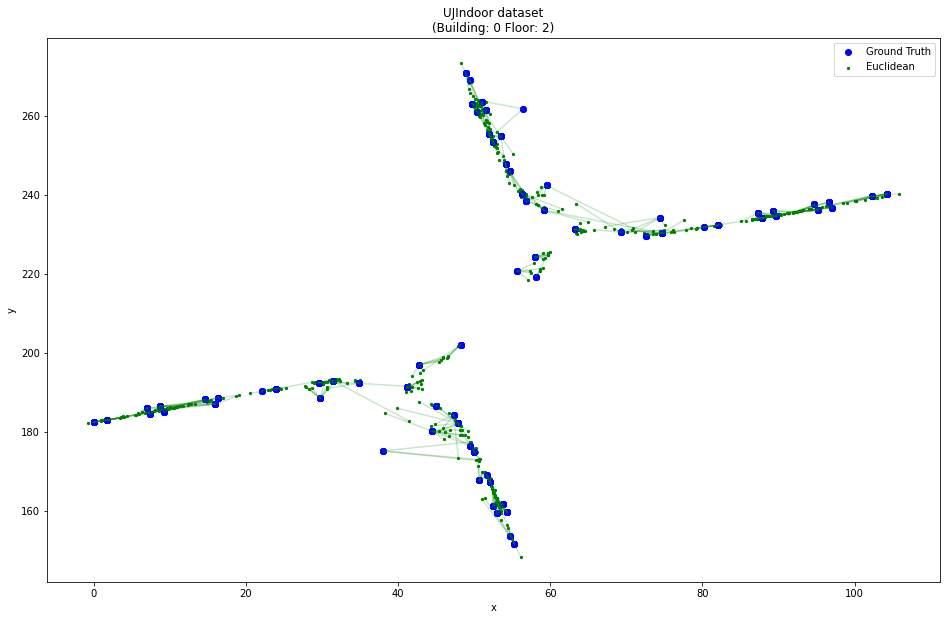 UJIndoor dataset
(Building: 0 Floor: 2)
Ground Truth
Euclidean
260
240
220
200
180
160
y
0 20 40 60 80 100
x